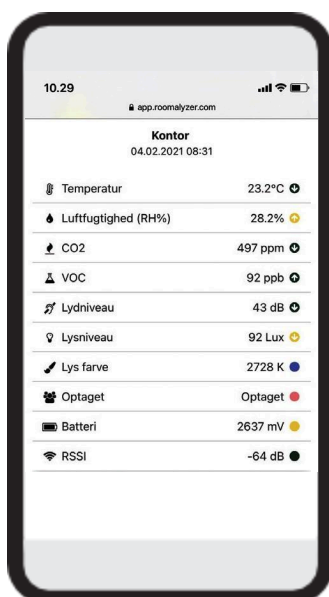 10.29
app.roomalyzer.com
Kontor
04.02.2021 08:31
Temperatur 23.2°C
Luftfugtighed (RH%) 28.2%
CO2 497 ppm
VOC 92 ppb
Lydniveau 43 dB
Lysniveau 92 Lux
Lys farve 2728 K
Optaget Optaget
Batteri 2637 mV
RSSI -64 dB